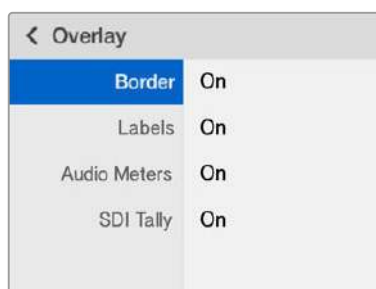 Overlay
Border On
Labels On
Audio Meters On
SDI Tally On